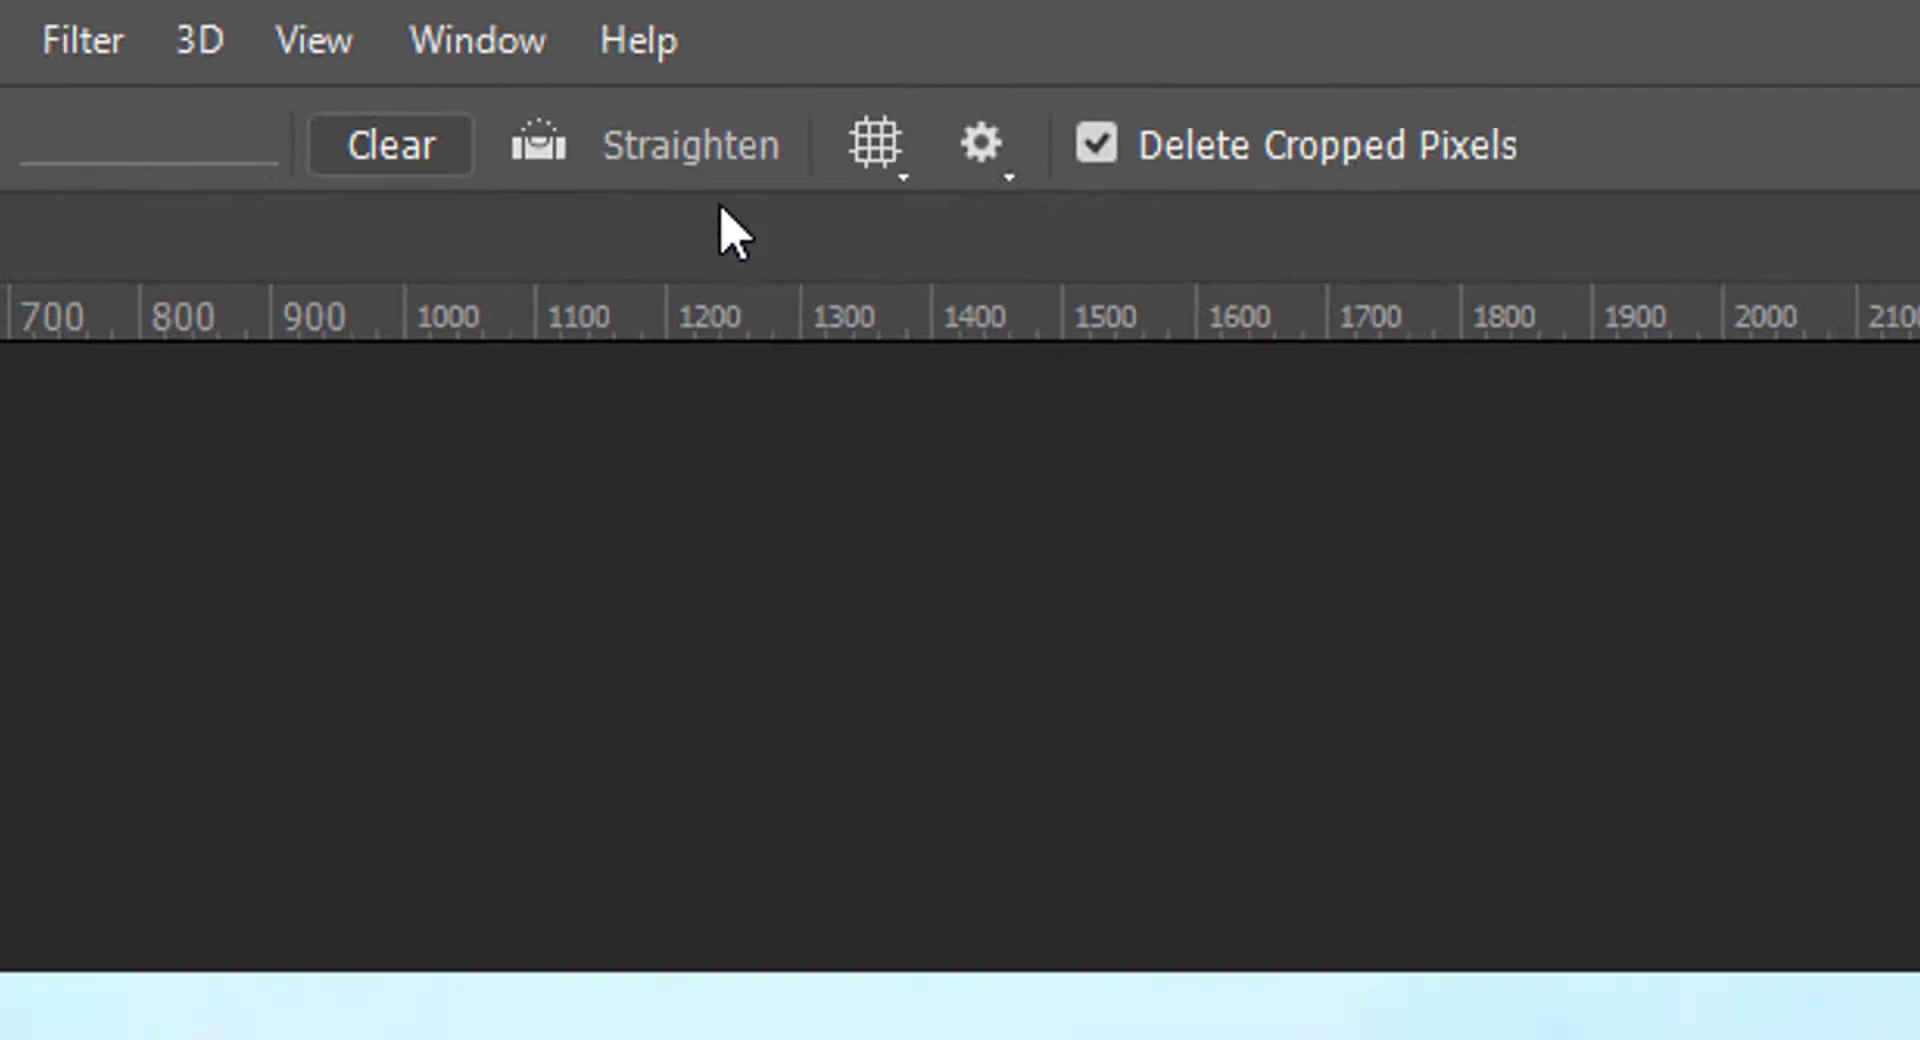 Filter 3D View Window Help
Clear Straighten Delete Cropped Pixels
700 800 900 1000 1100 1200 1300 1400 1500 1600 1700 1800 1900 2000 2100